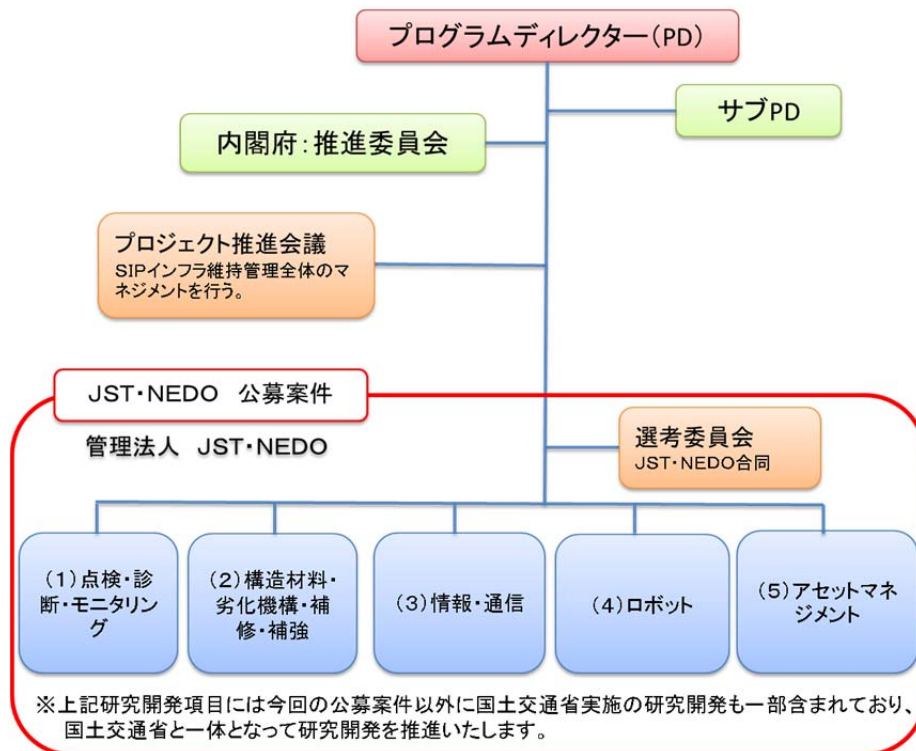 プログラムディレクター(PD)
サブPD
内閣府:推進委員会
プロジェクト推進会議
SIPインフラ維持管理全体のマ
ネジメントを行う。
JST・NEDO 公募案件
管理法人 JST・NEDO
選考委員会
JST・NEDO合同
(1)点検・診
断・モニタリン
グ
(2)構造材料・
劣化機構・補
修・補強
(3)情報・通信
(4)ロボット
(5)アセットマネ
ジメント
※上記研究開発項目には今回の公募案件以外に国土交通省実施の研究開発も一部含まれており、
国土交通省と一体となって研究開発を推進いたします。